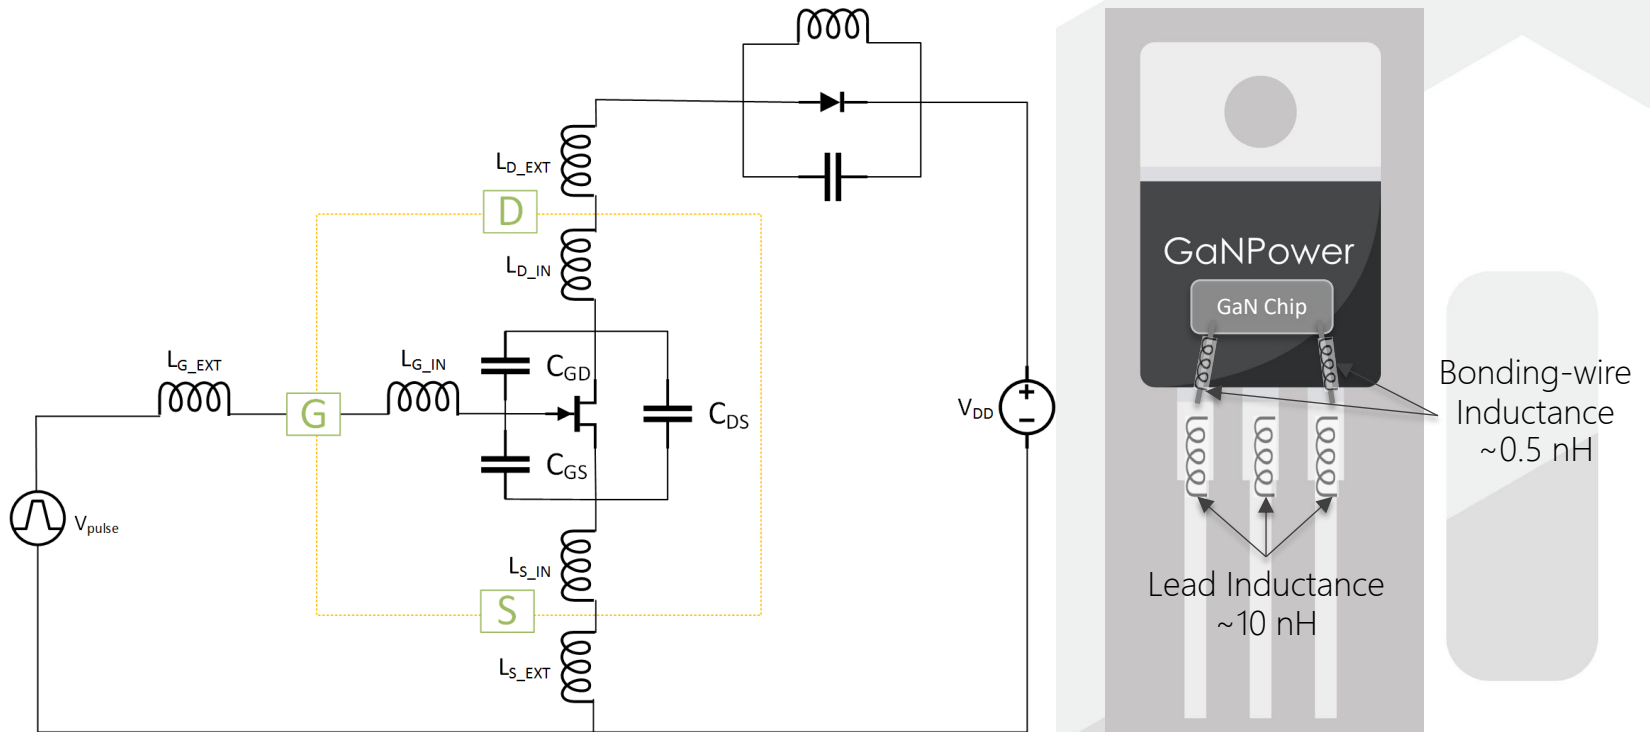 L_D_EXT
D
L_D_IN
L_G_EXT
L_G_IN
C_GD
G
C_DS
C_GS
V_pulse
L_S_IN
S
L_S_EXT
V_DD
GaNPower
GaN Chip
Bonding-wire
Inductance
~0.5 nH
Lead Inductance
~10 nH